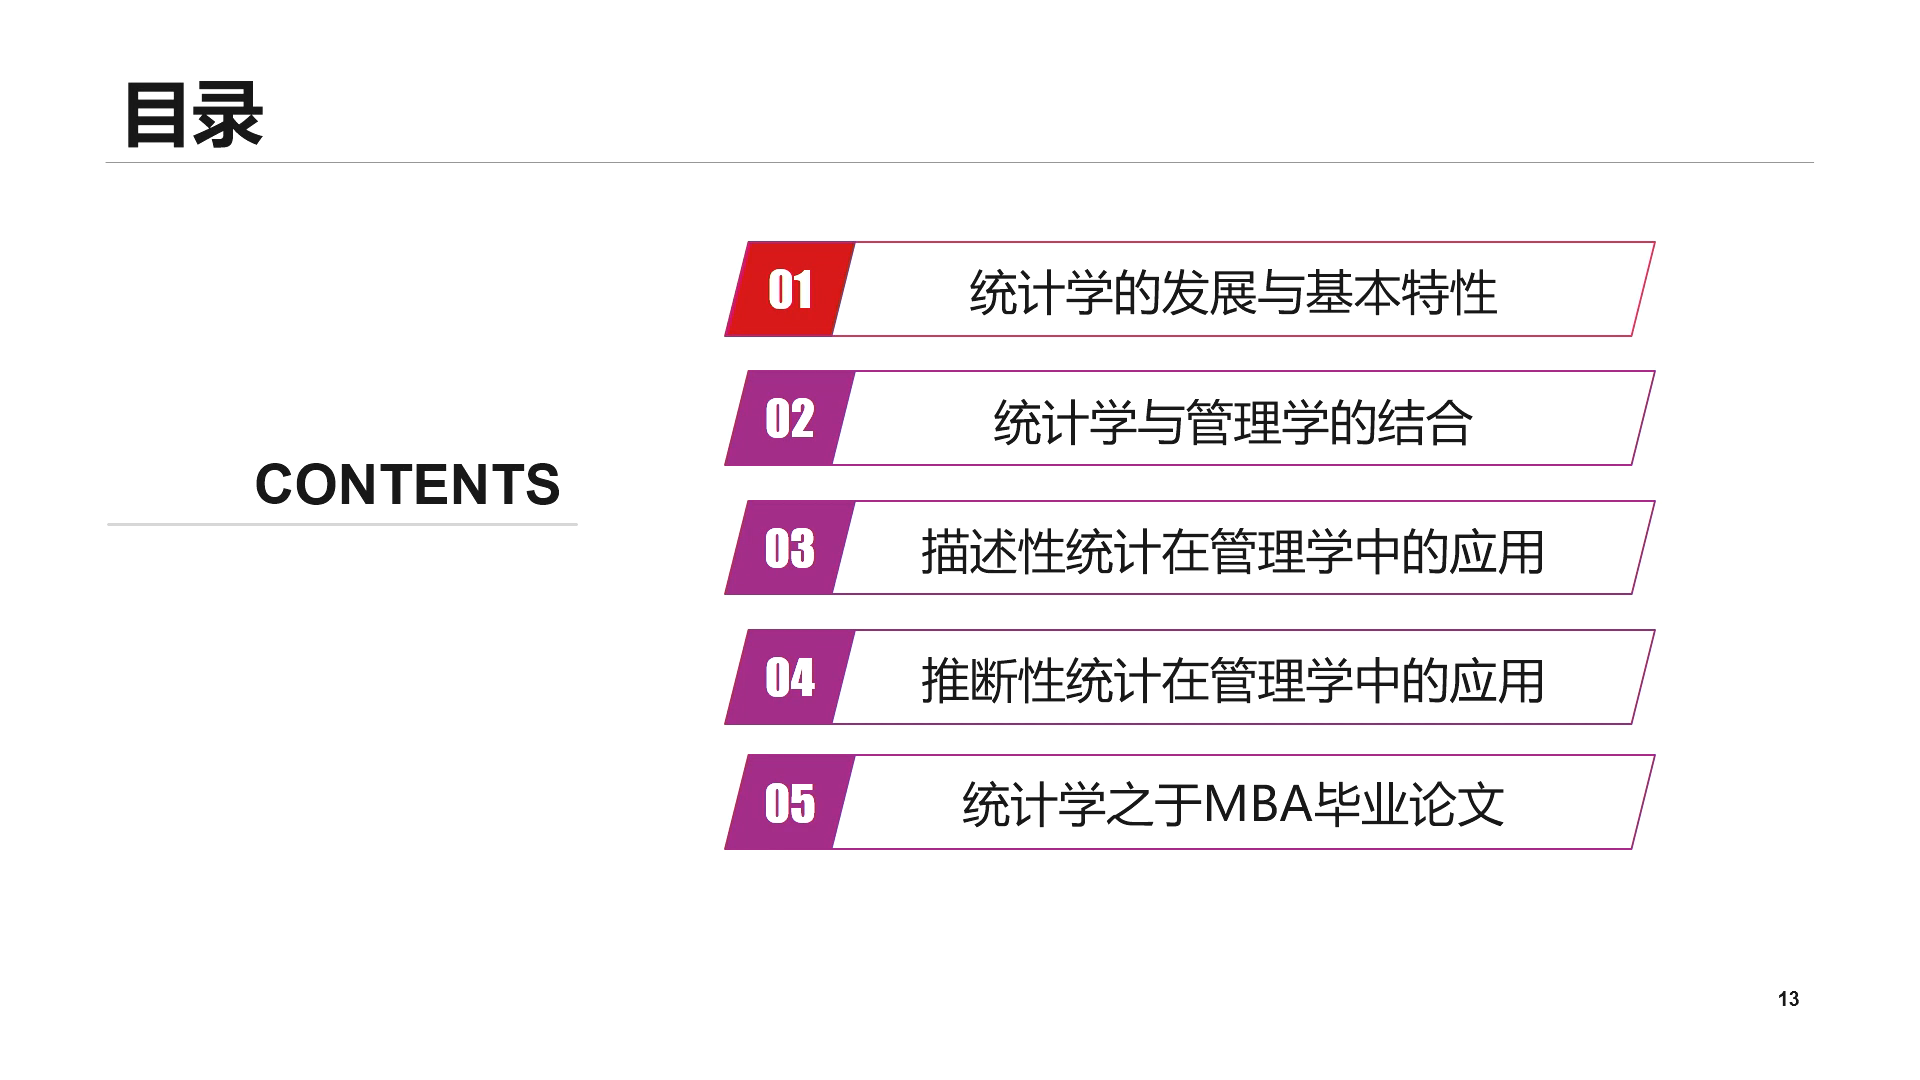 目录
CONTENTS
01 统计学的发展与基本特性
02 统计学与管理学的结合
03 描述性统计在管理学中的应用
04 推断性统计在管理学中的应用
05 统计学之于MBA毕业论文
13